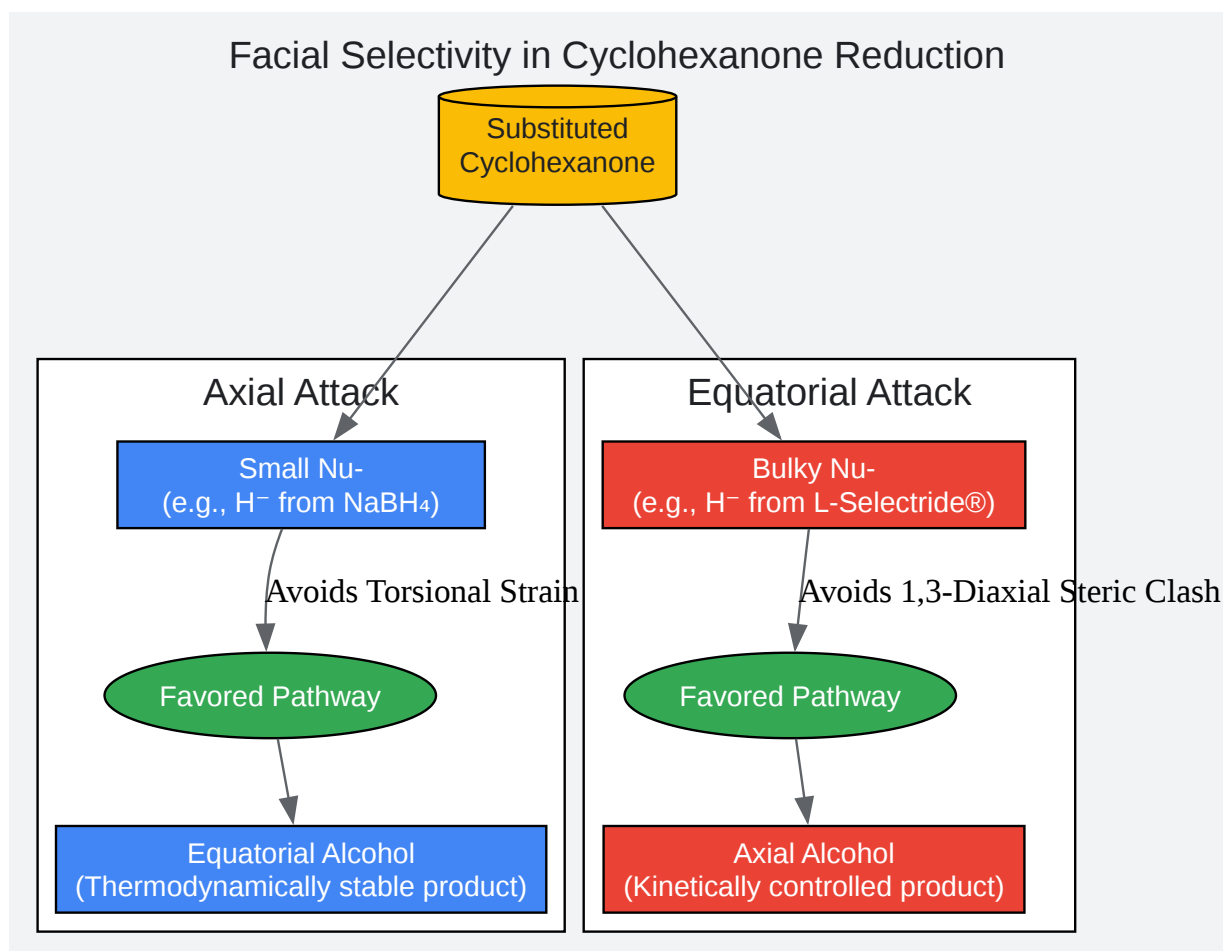 Facial Selectivity in Cyclohexanone Reduction
Substituted
Cyclohexanone
Axial Attack
Small Nu-
(e.g., H⁻ from NaBH₄)
Avoids Torsional Strain
Favored Pathway
Equatorial Alcohol
(Thermodynamically stable product)
Equatorial Attack
Bulky Nu-
(e.g., H⁻ from L-Selectride®)
Avoids 1,3-Diaxial Steric Clash
Favored Pathway
Axial Alcohol
(Kinetically controlled product)